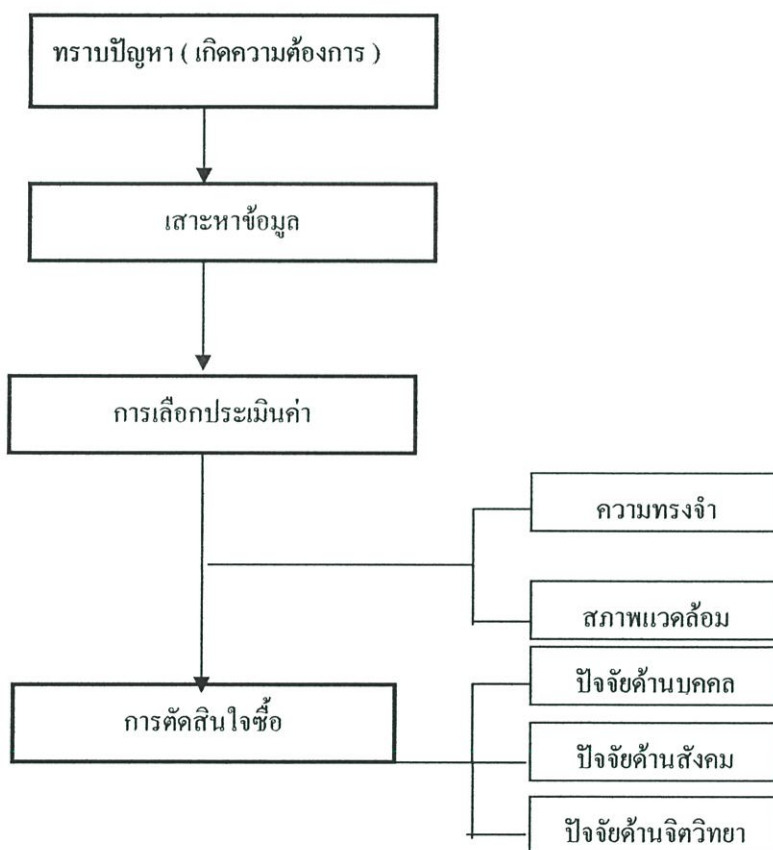 ทราบปัญหา ( เกิดความต้องการ )
เสาะหาข้อมูล
การเลือกประเมินค่า
ความทรงจำ
สภาพแวดล้อม
ปัจจัยด้านบุคคล
การตัดสินใจซื้อ
ปัจจัยด้านสังคม
ปัจจัยด้านจิตวิทยา